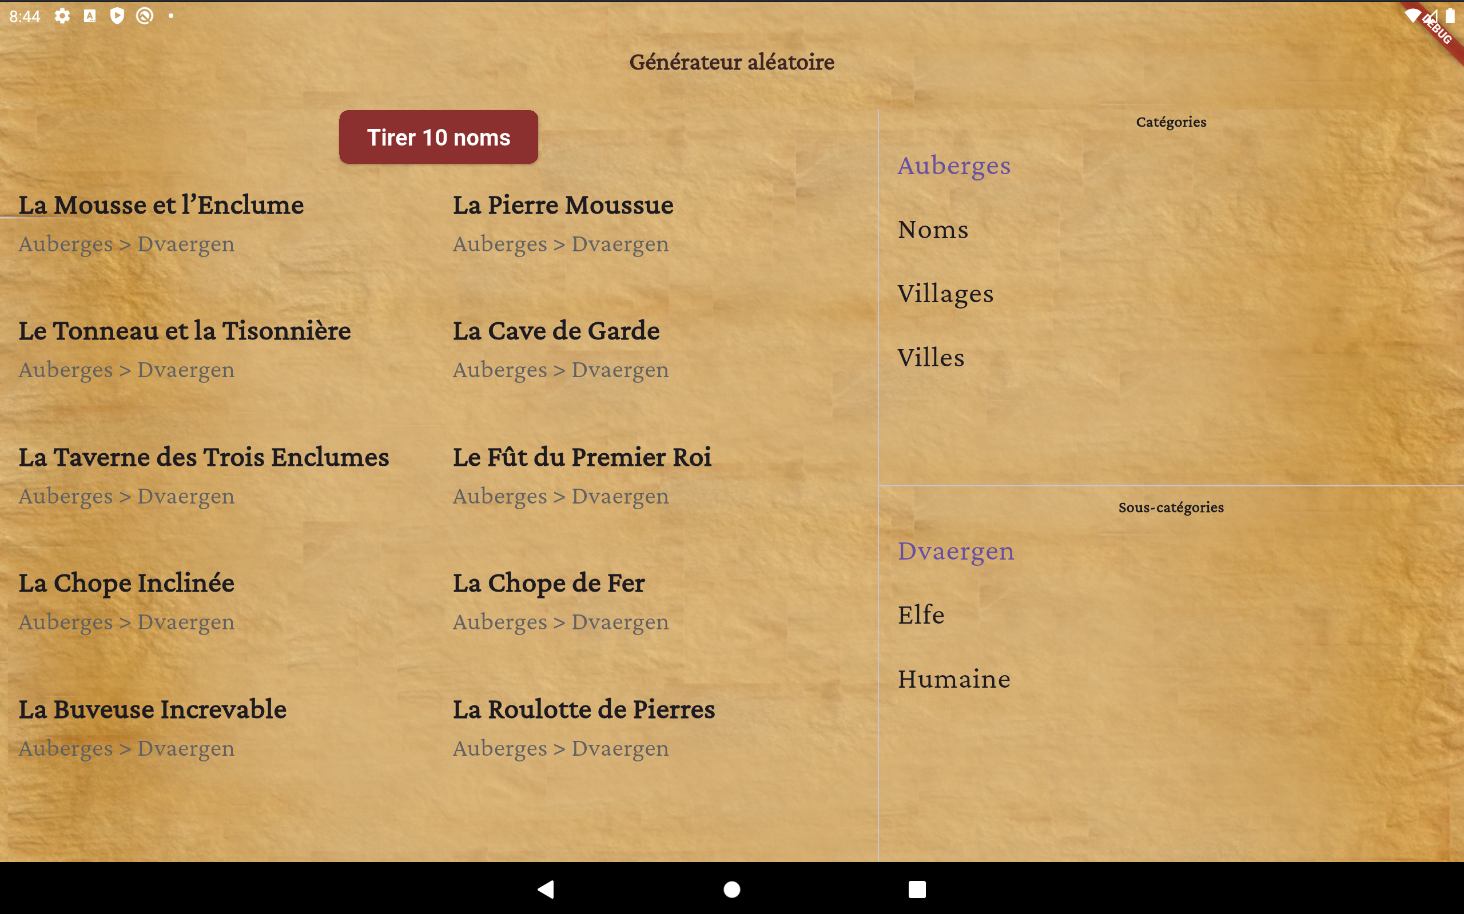 8:44
DEBUG
Générateur aléatoire
Tirer 10 noms
La Mousse et l’Enclume
Auberges > Dvaergen
La Pierre Moussue
Auberges > Dvaergen
Le Tonneau et la Tisonnière
Auberges > Dvaergen
La Cave de Garde
Auberges > Dvaergen
La Taverne des Trois Enclumes
Auberges > Dvaergen
Le Fût du Premier Roi
Auberges > Dvaergen
La Chope Inclinée
Auberges > Dvaergen
La Chope de Fer
Auberges > Dvaergen
La Buveuse Increvable
Auberges > Dvaergen
La Roulotte de Pierres
Auberges > Dvaergen
Catégories
Auberges
Noms
Villages
Villes
Sous-catégories
Dvaergen
Elfe
Humaine